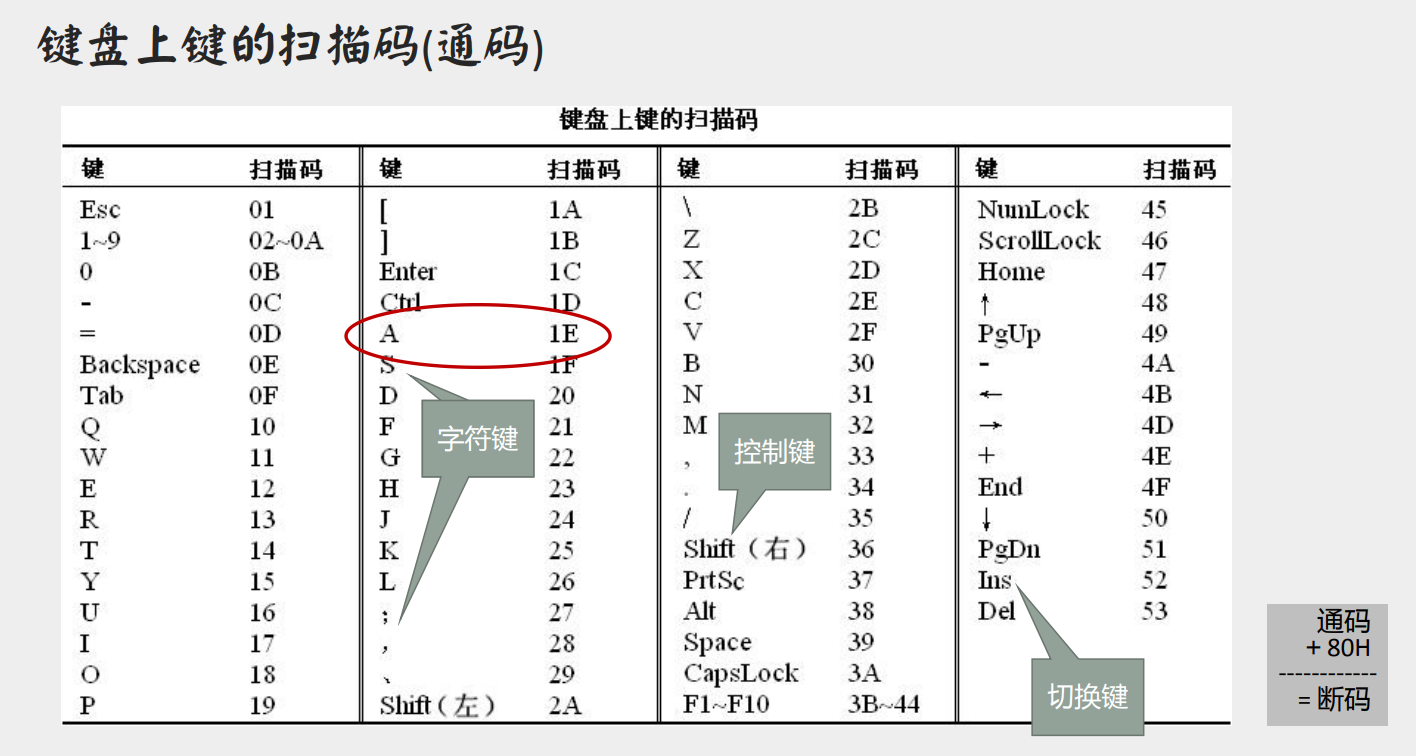 键盘上键的扫描码(通码)
键盘上键的扫描码
键 扫描码 键 扫描码 键 扫描码 键 扫描码
Esc 01 [ 1A \ 2B NumLock 45
1~9 02~0A ] 1B Z 2C ScrollLock 46
0 0B Enter 1C X 2D Home 47
- 0C Ctrl 1D C 2E ↑ 48
= 0D A 1E V 2F PgUp 49
Backspace 0E S 1F B 30 - 4A
Tab 0F D 20 N 31 ← 4B
Q 10 F 21 M 32 → 4D
W 11 G 22 , 33 + 4E
E 12 H 23 . 34 End 4F
R 13 J 24 / 35 ↓ 50
T 14 K 25 Shift（右） 36 PgDn 51
Y 15 L 26 PrtSc 37 Ins 52
U 16 ; 27 Alt 38 Del 53
I 17 , 28 Space 39
O 18 、 29 CapsLock 3A
P 19 Shift（左） 2A F1~F10 3B~44
字符键
控制键
切换键
通码
+ 80H
------------
= 断码